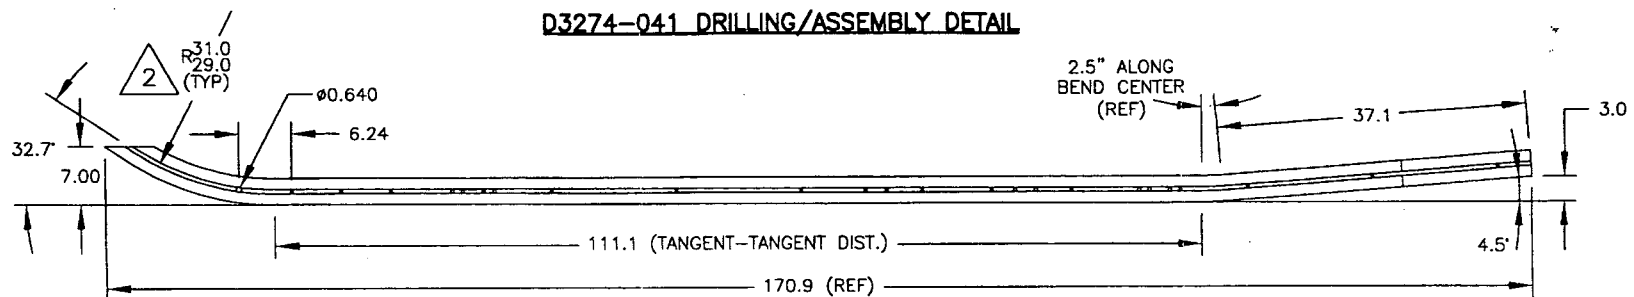 D3274-041 DRILLING/ASSEMBLY DETAIL
2
R31.0
29.0
(TYP)
ø0.640
6.24
2.5" ALONG
BEND CENTER
(REF)
37.1
3.0
32.7°
7.00
111.1 (TANGENT-TANGENT DIST.)
4.5°
170.9 (REF)